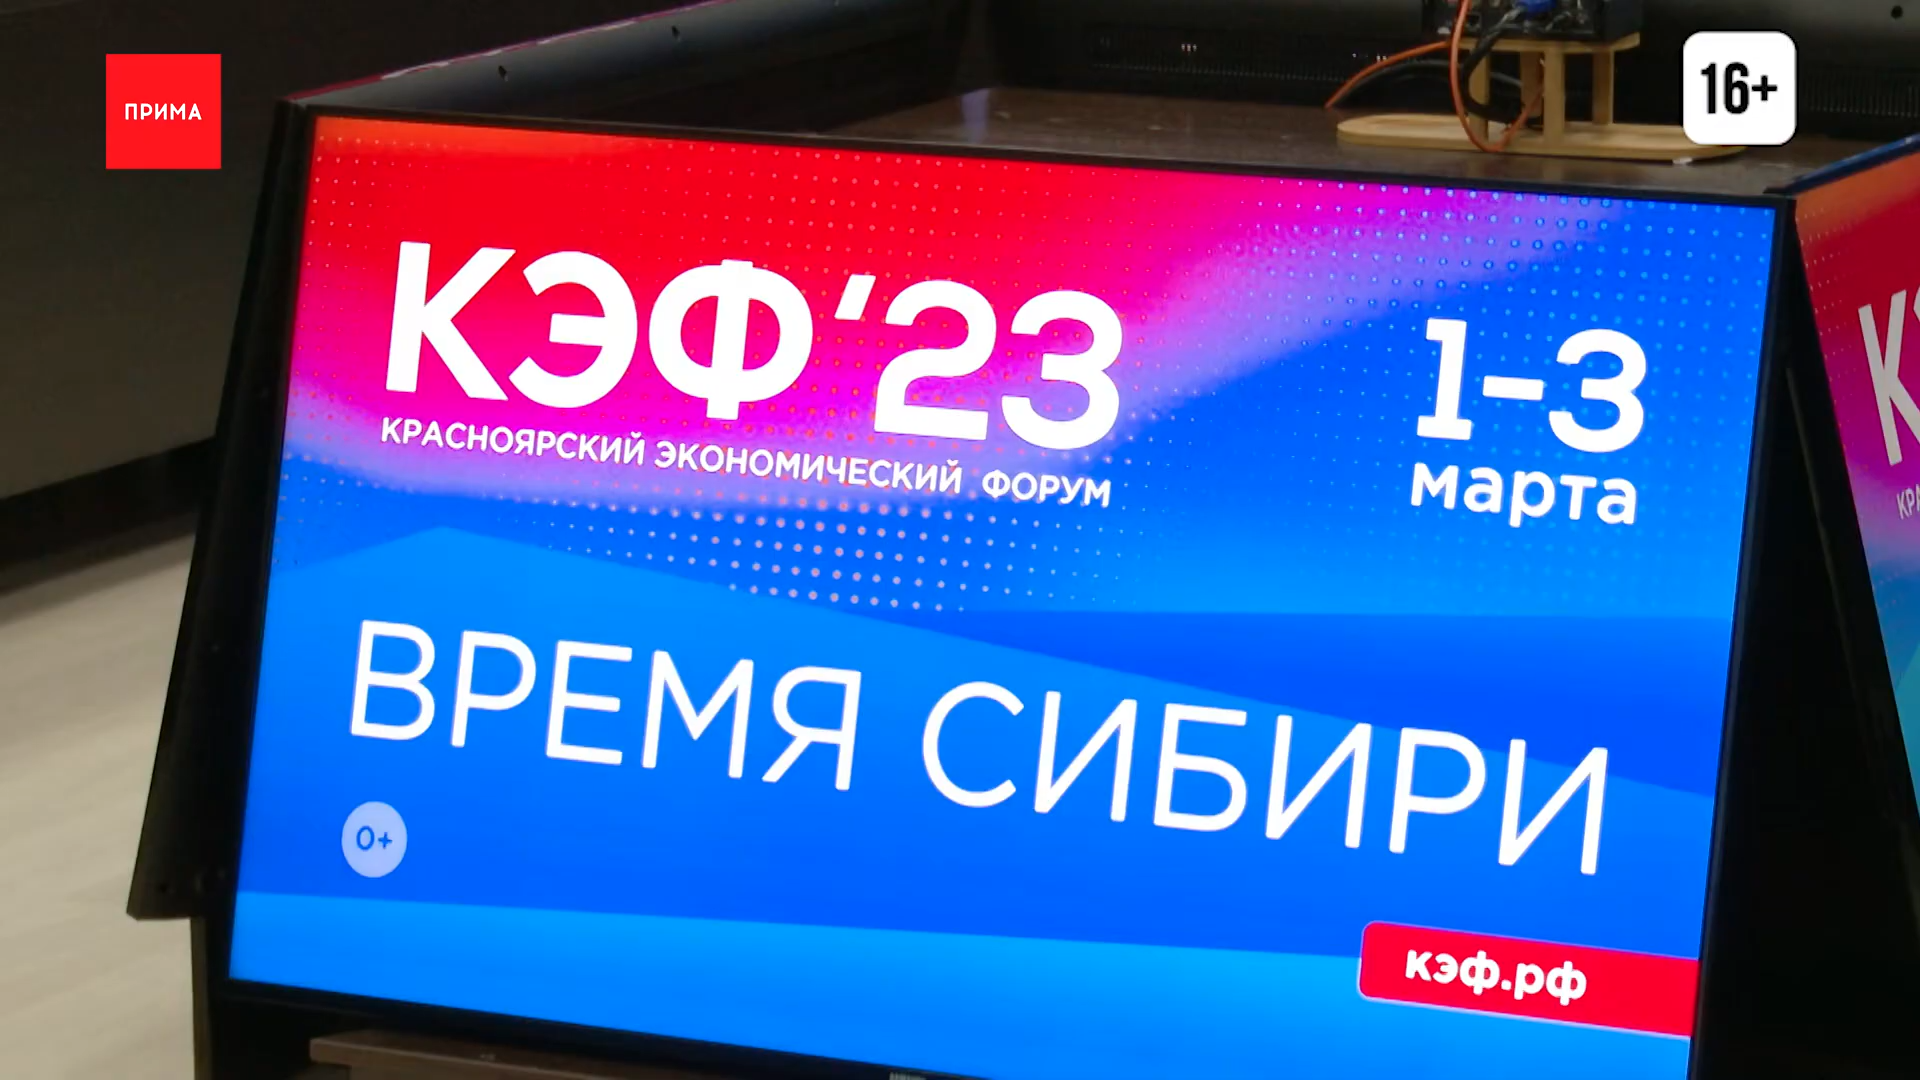 ПРИМА
16+
КЭФ'23
КРАСНОЯРСКИЙ ЭКОНОМИЧЕСКИЙ ФОРУМ
1-3
марта
ВРЕМЯ СИБИРИ
0+
кэф.рф